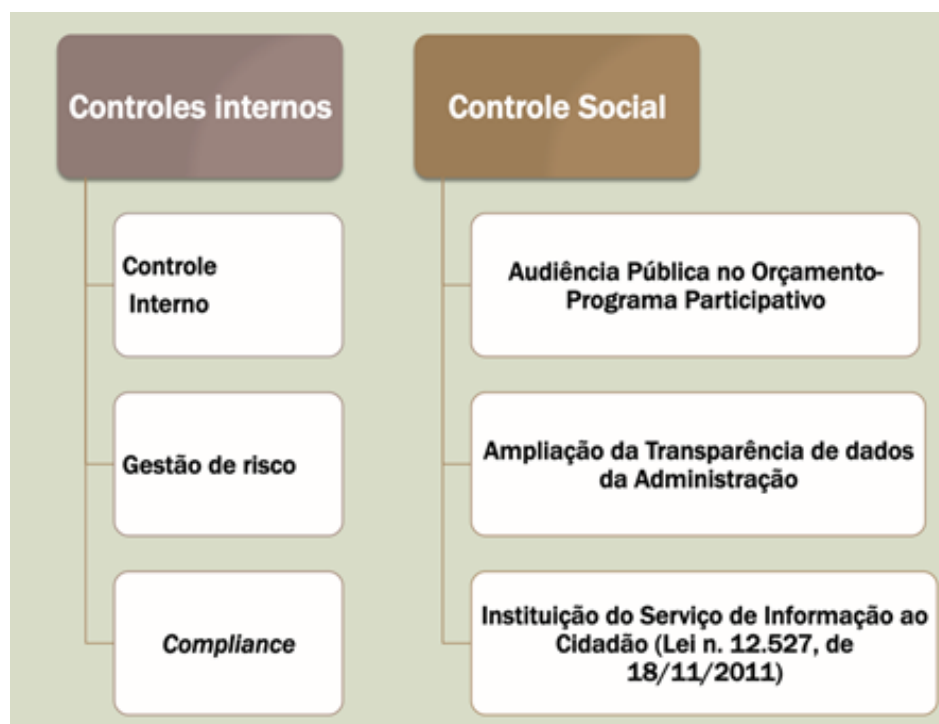 Controles internos
Controle
Interno
Gestão de risco
Compliance
Controle Social
Audiência Pública no Orçamento-
Programa Participativo
Ampliação da Transparência de dados
da Administração
Instituição do Serviço de Informação ao
Cidadão (Lei n. 12.527, de
18/11/2011)